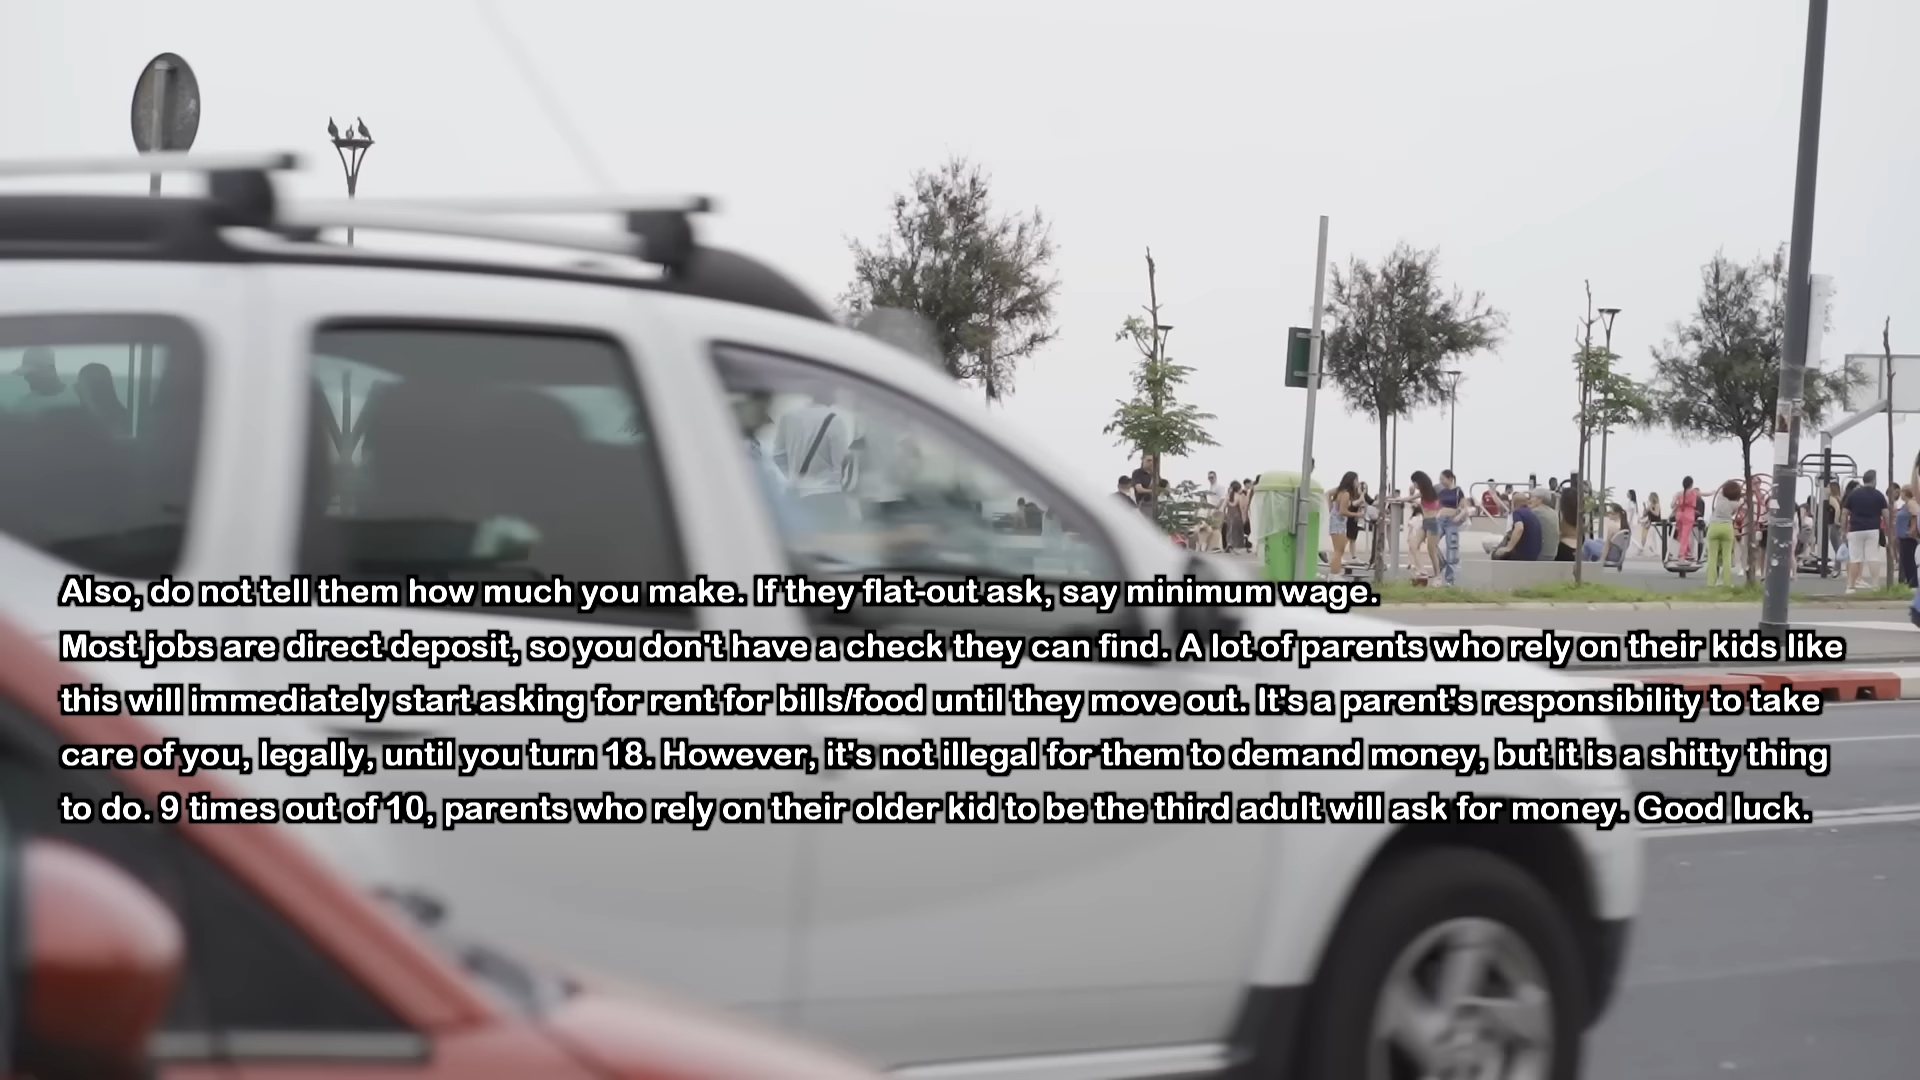 Also, do not tell them how much you make. If they flat-out ask, say minimum wage.
Most jobs are direct deposit, so you don't have a check they can find. A lot of parents who rely on their kids like
this will immediately start asking for rent for bills/food until they move out. It's a parent's responsibility to take
care of you, legally, until you turn 18. However, it's not illegal for them to demand money, but it is a shitty thing
to do. 9 times out of 10, parents who rely on their older kid to be the third adult will ask for money. Good luck.